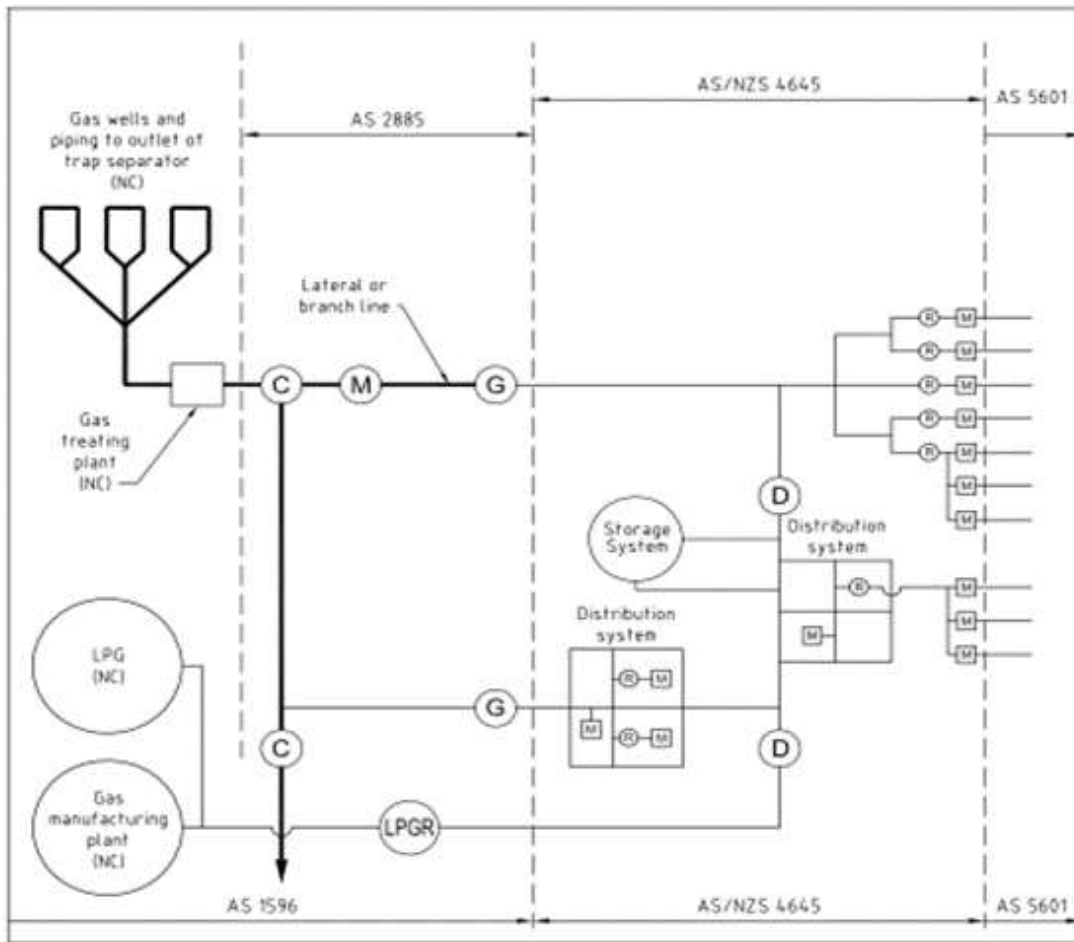 AS/NZS 4645
AS 5601
AS 2885
Gas wells and
piping to outlet of
trap separator
(NC)
Lateral or
branch line
R M
R M
C M G
R M
R M
Gas
treating
plant
(NC)
R M
M
M
D
Storage
System
Distribution
system
R M
Distribution
system
M M
M
LPG
(NC)
R M
G
M
R M
C
D
Gas
manufacturing
plant
(NC)
LPGR
AS 1596
AS/NZS 4645
AS 5601